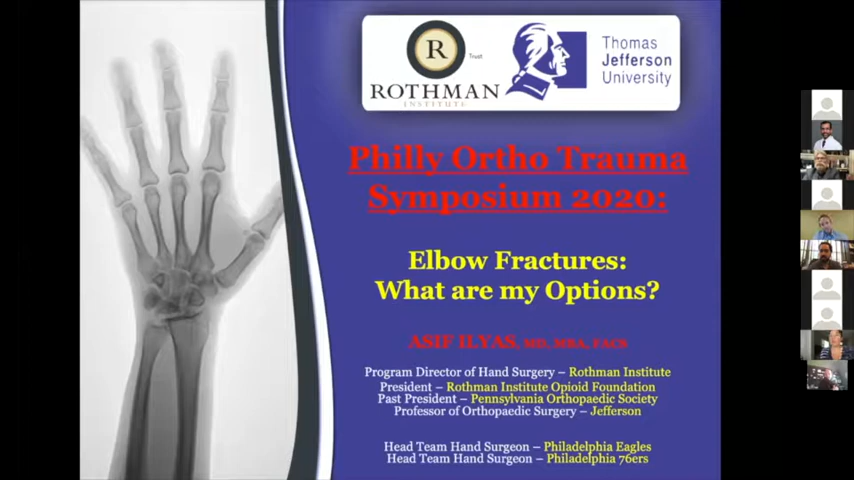 R
Trust
ROTHMAN
INSTITUTE
Thomas
Jefferson
University
Philly Ortho Trauma
Symposium 2020:
Elbow Fractures:
What are my Options?
ASIF ILYAS, MD, MBA, FACS
Program Director of Hand Surgery – Rothman Institute
President – Rothman Institute Opioid Foundation
Past President – Pennsylvania Orthopaedic Society
Professor of Orthopaedic Surgery – Jefferson
Head Team Hand Surgeon – Philadelphia Eagles
Head Team Hand Surgeon – Philadelphia 76ers